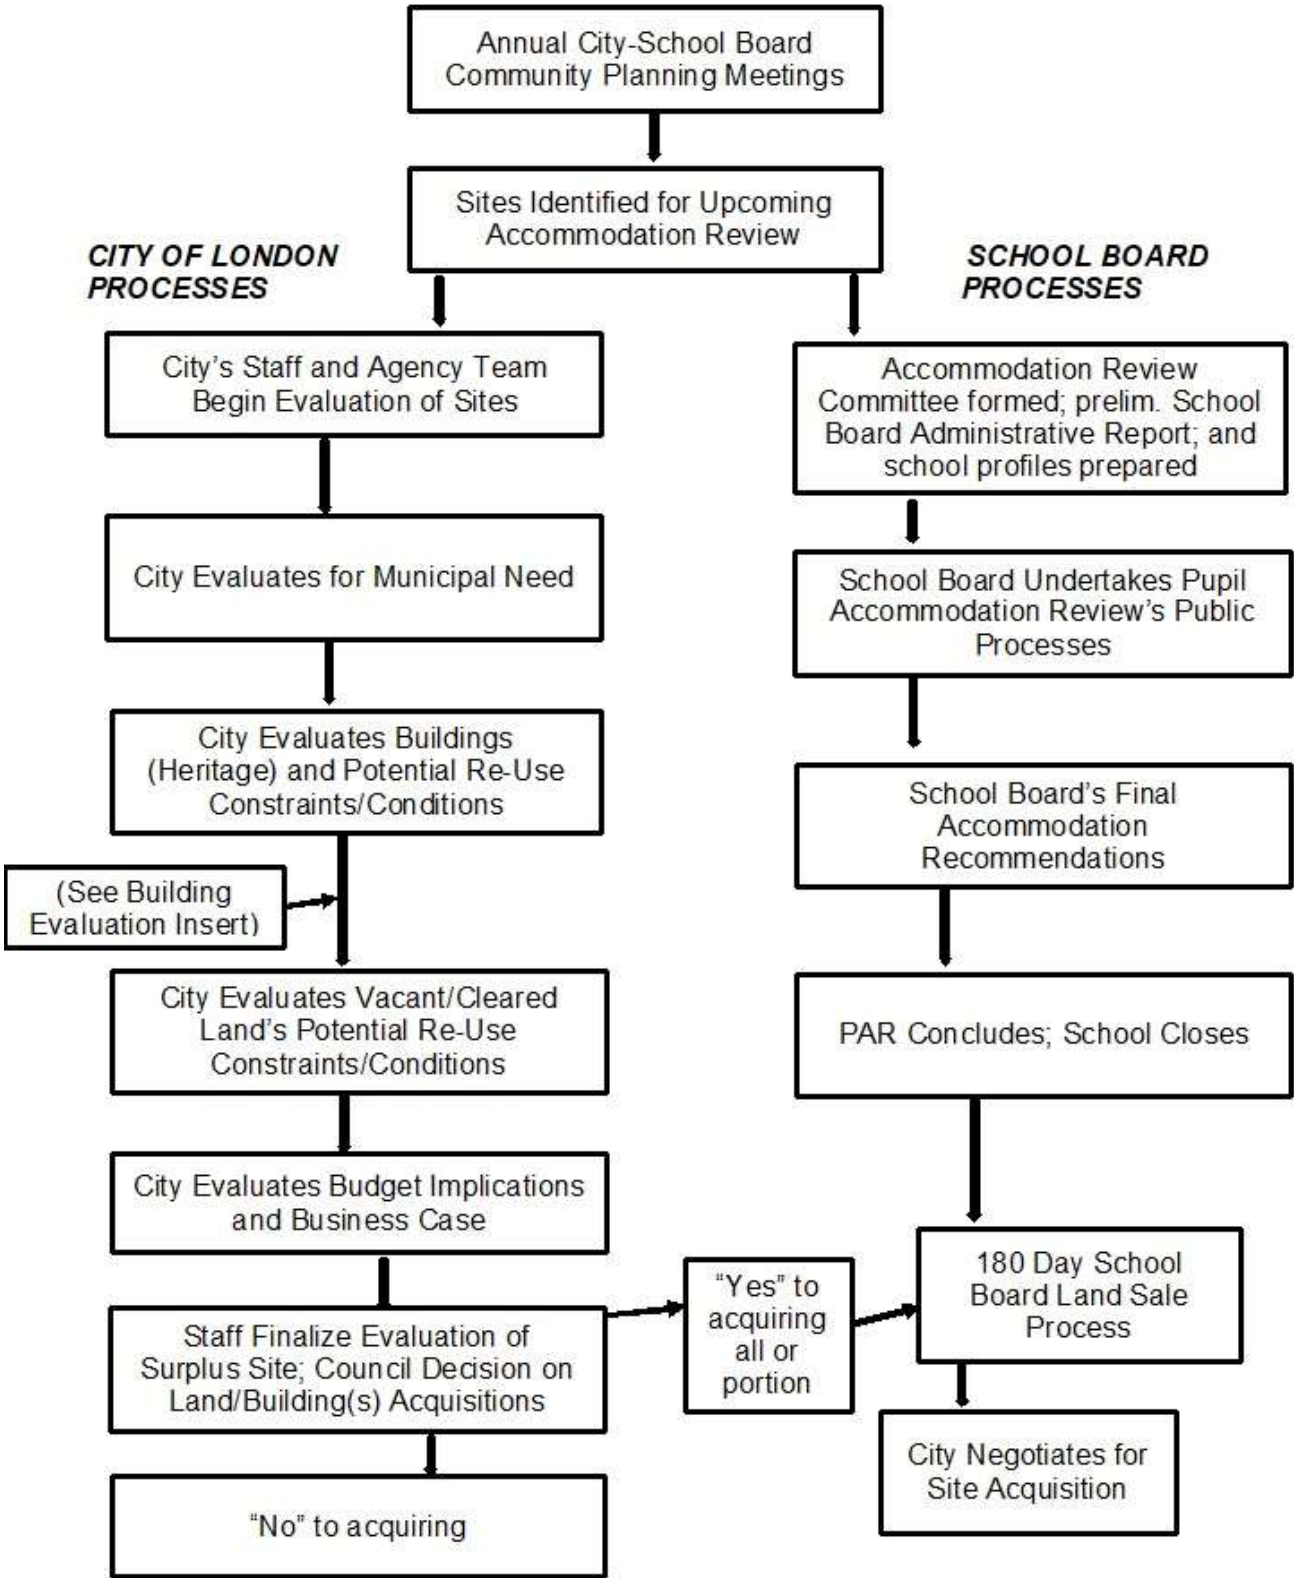 Annual City-School Board
Community Planning Meetings
Sites Identified for Upcoming
Accommodation Review
CITY OF LONDON
PROCESSES
SCHOOL BOARD
PROCESSES
City's Staff and Agency Team
Begin Evaluation of Sites
City Evaluates for Municipal Need
City Evaluates Buildings
(Heritage) and Potential Re-Use
Constraints/Conditions
(See Building
Evaluation Insert)
City Evaluates Vacant/Cleared
Land's Potential Re-Use
Constraints/Conditions
City Evaluates Budget Implications
and Business Case
Staff Finalize Evaluation of
Surplus Site; Council Decision on
Land/Building(s) Acquisitions
"No" to acquiring
"Yes" to
acquiring
all or
portion
Accommodation Review
Committee formed; prelim. School
Board Administrative Report; and
school profiles prepared
School Board Undertakes Pupil
Accommodation Review's Public
Processes
School Board's Final
Accommodation
Recommendations
PAR Concludes; School Closes
180 Day School
Board Land Sale
Process
City Negotiates for
Site Acquisition